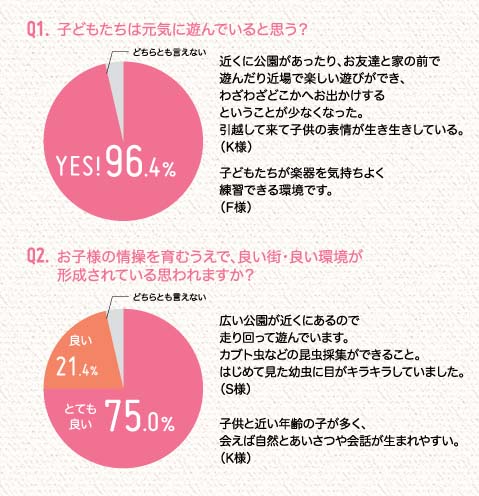 Q1. 子どもたちは元気に遊んでいると思う？
どちらとも言えない
YES! 96.4%
近くに公園があったり、お友達と家の前で
遊んだり近場で楽しい遊びができ、
わざわざどこかへお出かけする
ということが少なくなった。
引越して来て子供の表情が生き生きしている。
（K様）
子どもたちが楽器を気持ちよく
練習できる環境です。
（F様）
Q2. お子様の情操を育むうえで、良い街・良い環境が
形成されている思われますか？
どちらとも言えない
良い
21.4%
とても
良い
75.0%
広い公園が近くにあるので
走り回って遊んでいます。
カブト虫などの昆虫採集ができること。
はじめて見た幼虫に目がキラキラしていました。
（S様）
子供と近い年齢の子が多く、
会えば自然とあいさつや会話が生まれやすい。
（K様）